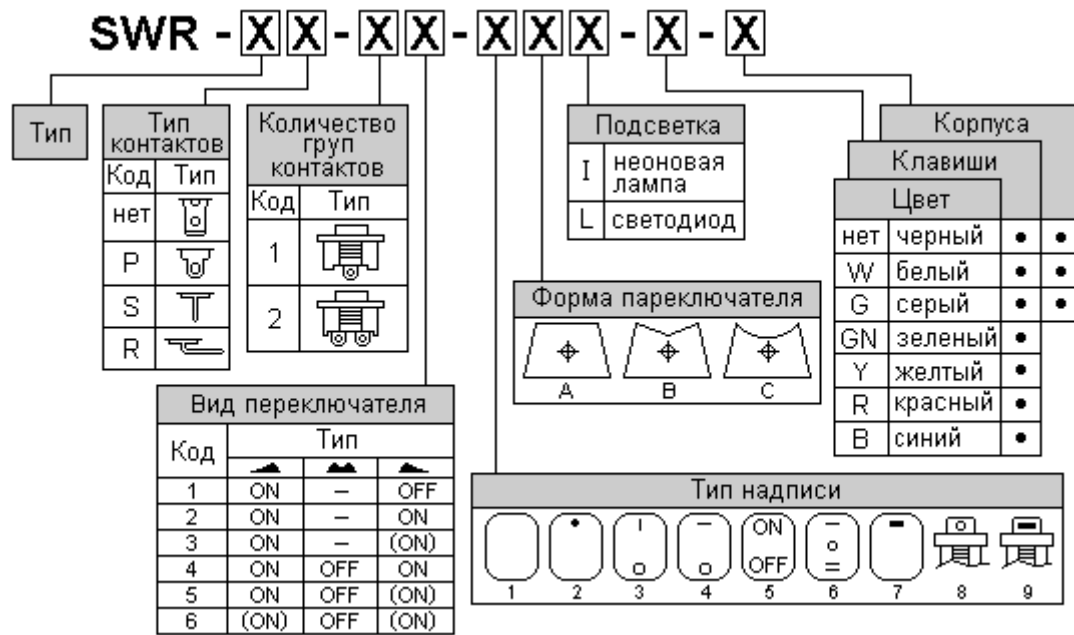 SWR - X X - X X - X X X - X - X
Тип
Тип
контактов
Код Тип
нет
P
S
R
Количество
груп
контактов
Код Тип
1
2
Подсветка
I неоновая
лампа
L светодиод
Корпуса
Клавиши
Цвет
нет черный • •
W белый • •
G серый • •
GN зеленый •
Y желтый •
R красный •
B синий •
Форма пареключателя
A B C
Вид переключателя
Код Тип
1 ON – OFF
2 ON – ON
3 ON – (ON)
4 ON OFF ON
5 ON OFF (ON)
6 (ON) OFF (ON)
Тип надписи
ON
OFF
1 2 3 4 5 6 7 8 9